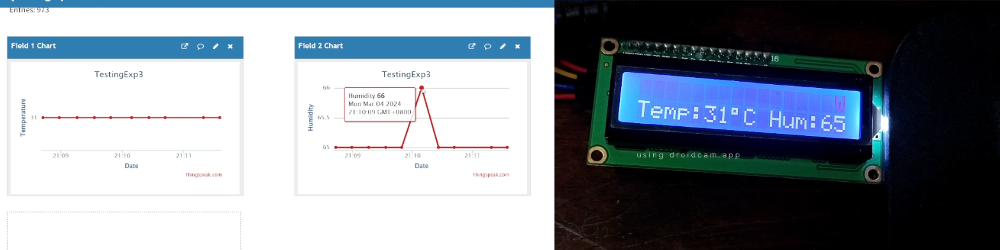 Entries: 973
Field 1 Chart
TestingExp3
Temperature
31
21:09
21:10
21:11
Date
ThingSpeak.com
Field 2 Chart
TestingExp3
Humidity
66
65.5
65
Humidity:66
Mon Mar 04 2024
21:10:09 GMT+0800
21:09
21:10
21:11
Date
ThingSpeak.com
16
W
Temp:31°C Hum:65
using droidcam.app